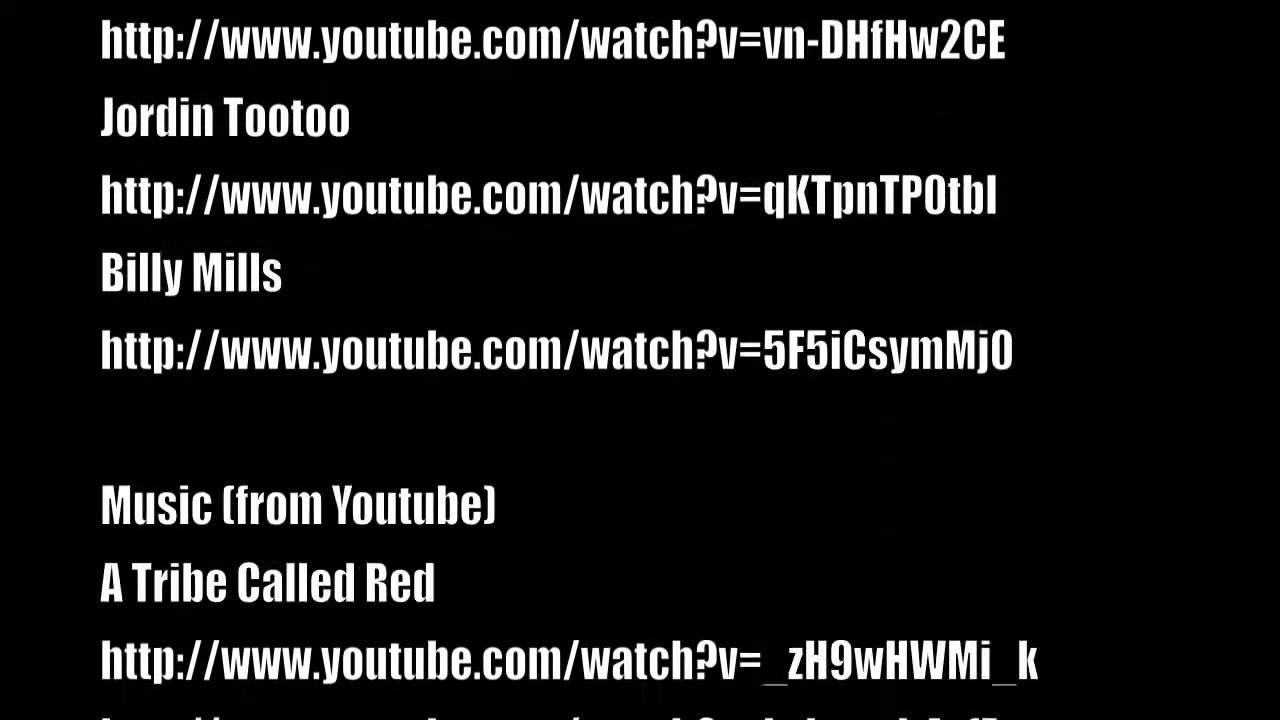 http://www.youtube.com/watch?v=vn-DHfHw2CE
Jordin Tootoo
http://www.youtube.com/watch?v=qKTpnTP0tbI
Billy Mills
http://www.youtube.com/watch?v=5F5iCsymMj0
Music (from Youtube)
A Tribe Called Red
http://www.youtube.com/watch?v=_zH9wHWMi_k